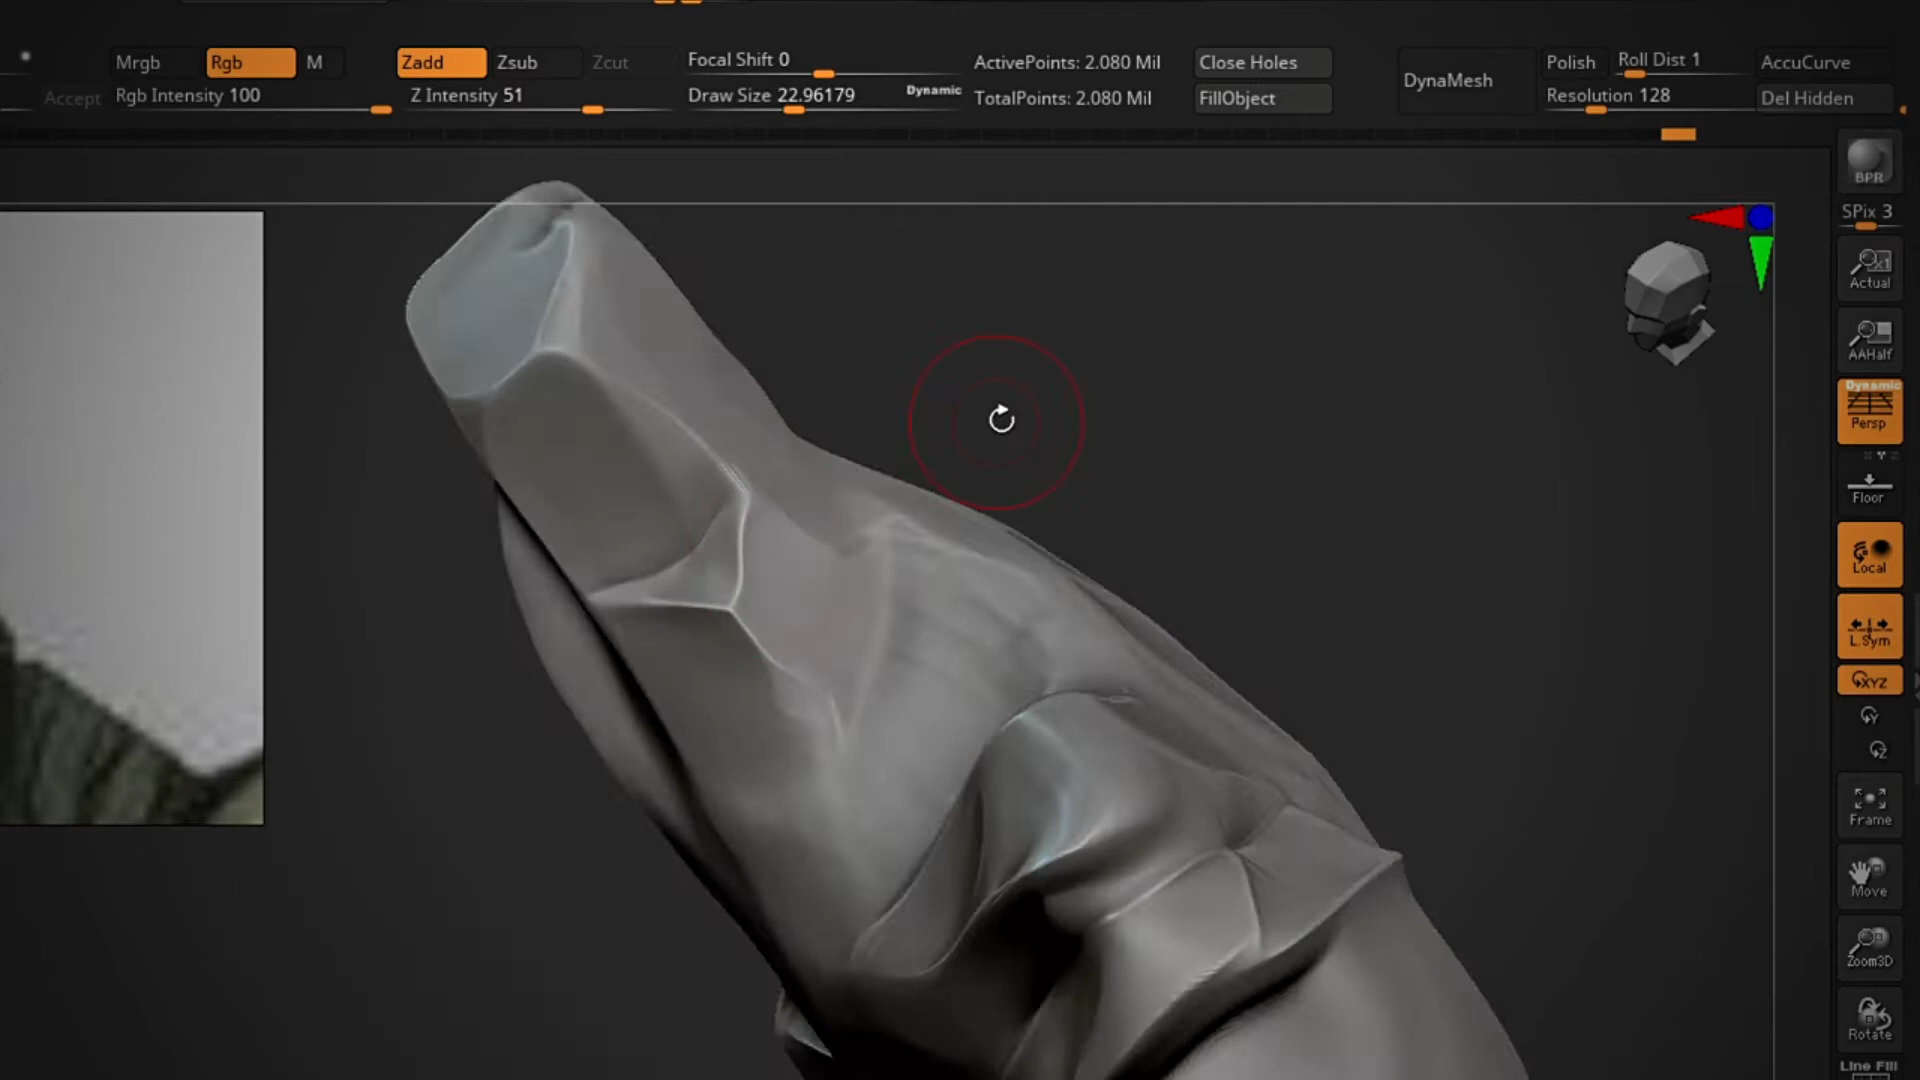 Mrgb Rgb M Zadd Zsub Zcut Focal Shift 0 ActivePoints: 2.080 Mil Close Holes DynaMesh Polish Roll Dist 1 AccuCurve
Accept Rgb Intensity 100 Z Intensity 51 Draw Size 22.96179 Dynamic TotalPoints: 2.080 Mil FillObject Resolution 128 Del Hidden
BPR
SPix 3
x1
Actual
AAHalf
Dynamic
Persp
Floor
Local
L.Sym
XYZ
Y
Z
Frame
Move
Zoom3D
Rotate
Line Fill